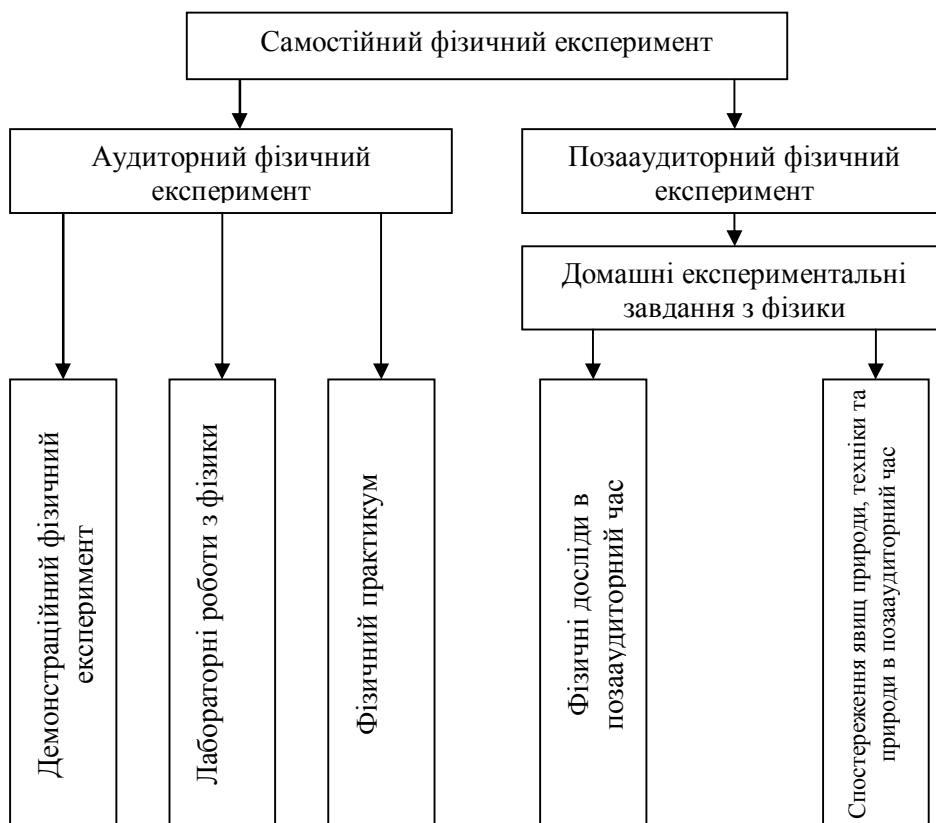 Самостійний фізичний експеримент
Аудиторний фізичний
експеримент
Позааудиторний фізичний
експеримент
Домашні експериментальні
завдання з фізики
Демонстраційний фізичний
експеримент
Лабораторні роботи з фізики
Фізичний практикум
Фізичні досліди в
позааудиторний час
Спостереження явищ природи, техніки та
природи в позааудиторний час